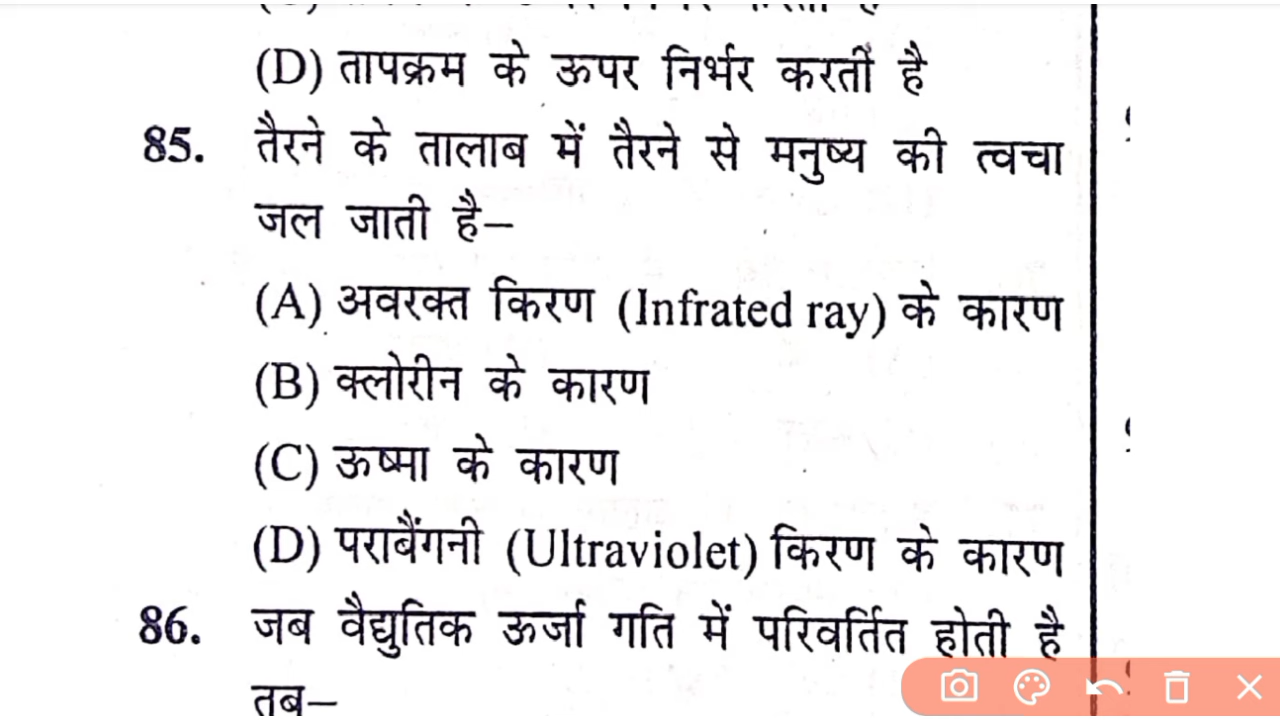 (D) तापक्रम के ऊपर निर्भर करती है
85. तैरने के तालाब में तैरने से मनुष्य की त्वचा
जल जाती है–
(A) अवरक्त किरण (Infrated ray) के कारण
(B) क्लोरीन के कारण
(C) ऊष्मा के कारण
(D) पराबैंगनी (Ultraviolet) किरण के कारण
86. जब वैद्युतिक ऊर्जा गति में परिवर्तित होती है
तब–